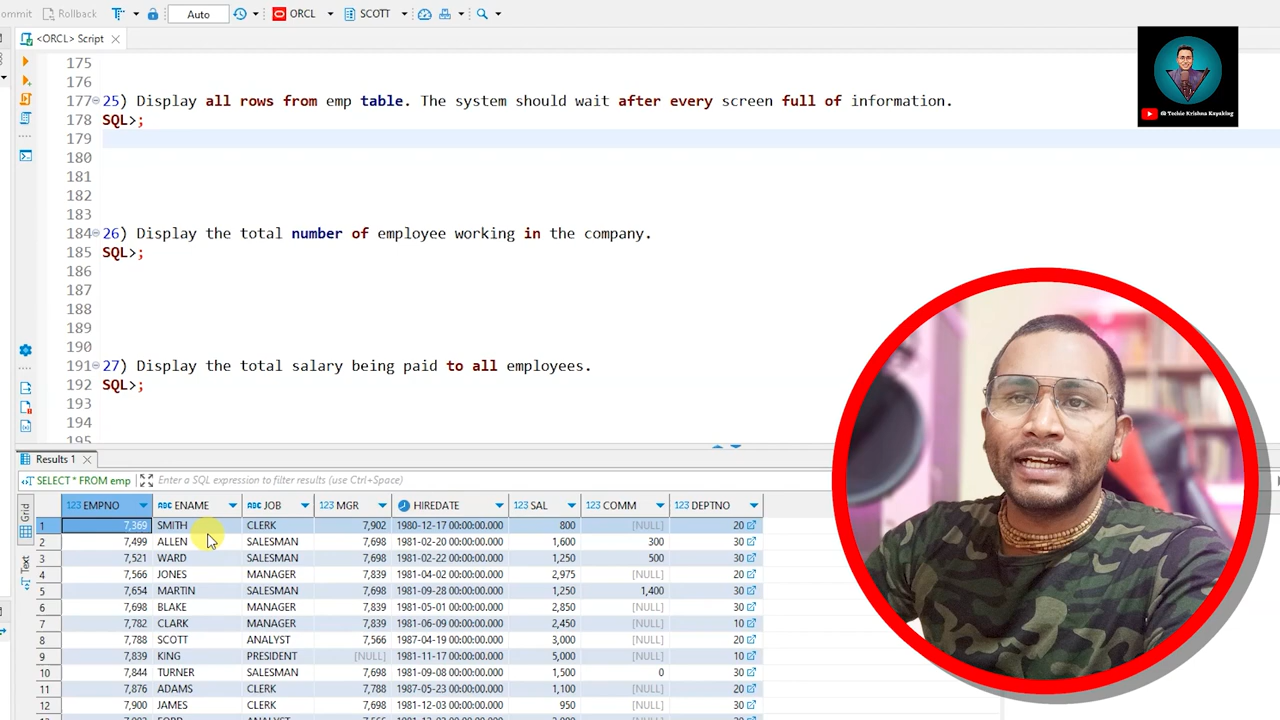 ommit Rollback Auto ORCL SCOTT
<ORCL> Script
175
176
177 25) Display all rows from emp table. The system should wait after every screen full of information.
178 SQL>;
179
180
181
182
183
184 26) Display the total number of employee working in the company.
185 SQL>;
186
187
188
189
190
191 27) Display the total salary being paid to all employees.
192 SQL>;
193
194
195
Results 1
SELECT * FROM emp Enter a SQL expression to filter results (use Ctrl+Space)
Grid
Text
123 EMPNO ABC ENAME ABC JOB 123 MGR HIREDATE 123 SAL 123 COMM 123 DEPTNO
1 7,369 SMITH CLERK 7,902 1980-12-17 00:00:00.000 800 [NULL] 20
2 7,499 ALLEN SALESMAN 7,698 1981-02-20 00:00:00.000 1,600 300 30
3 7,521 WARD SALESMAN 7,698 1981-02-22 00:00:00.000 1,250 500 30
4 7,566 JONES MANAGER 7,839 1981-04-02 00:00:00.000 2,975 [NULL] 20
5 7,654 MARTIN SALESMAN 7,698 1981-09-28 00:00:00.000 1,250 1,400 30
6 7,698 BLAKE MANAGER 7,839 1981-05-01 00:00:00.000 2,850 [NULL] 30
7 7,782 CLARK MANAGER 7,839 1981-06-09 00:00:00.000 2,450 [NULL] 10
8 7,788 SCOTT ANALYST 7,566 1987-04-19 00:00:00.000 3,000 [NULL] 20
9 7,839 KING PRESIDENT [NULL] 1981-11-17 00:00:00.000 5,000 [NULL] 10
10 7,844 TURNER SALESMAN 7,698 1981-09-08 00:00:00.000 1,500 0 30
11 7,876 ADAMS CLERK 7,788 1987-05-23 00:00:00.000 1,100 [NULL] 20
12 7,900 JAMES CLERK 7,698 1981-12-03 00:00:00.000 950 [NULL] 30
Techie Krishna Kayaking